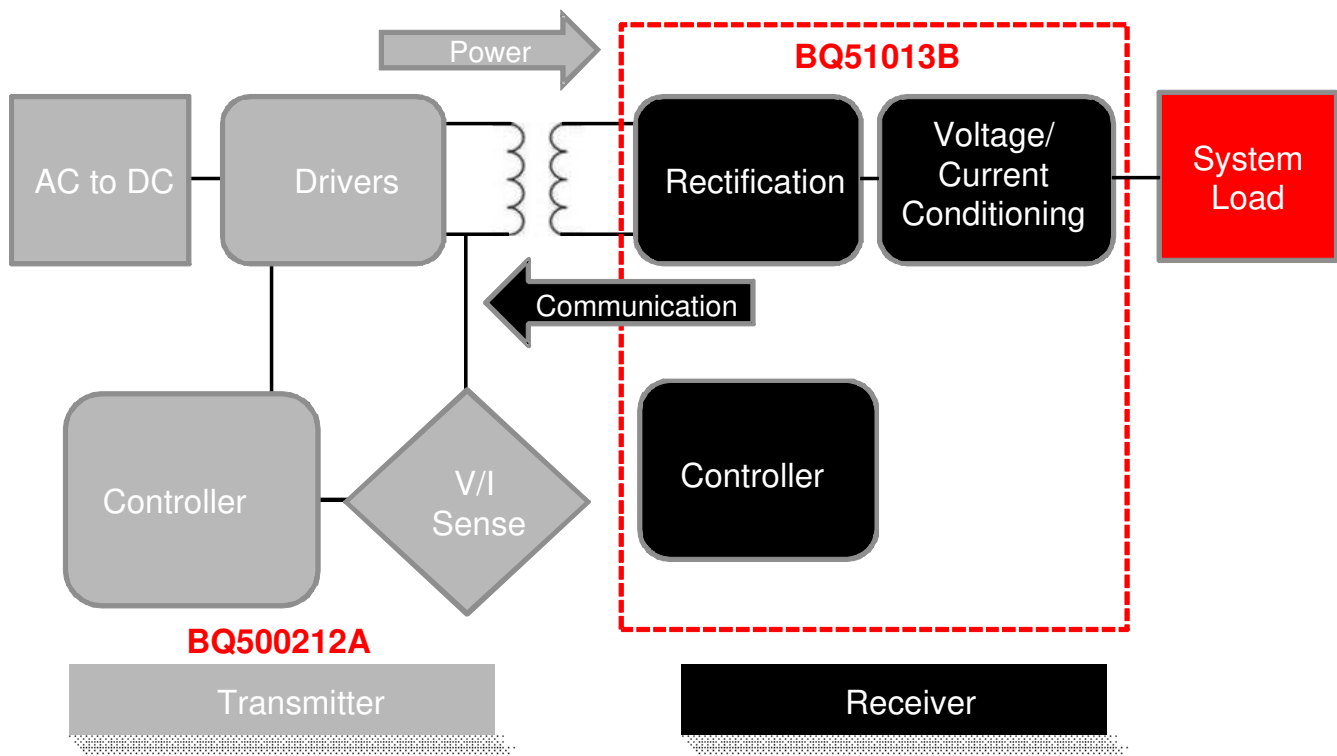 Power
BQ51013B
AC to DC
Drivers
Rectification
Voltage/
Current
Conditioning
System
Load
Communication
Controller
V/I
Sense
Controller
BQ500212A
Transmitter
Receiver